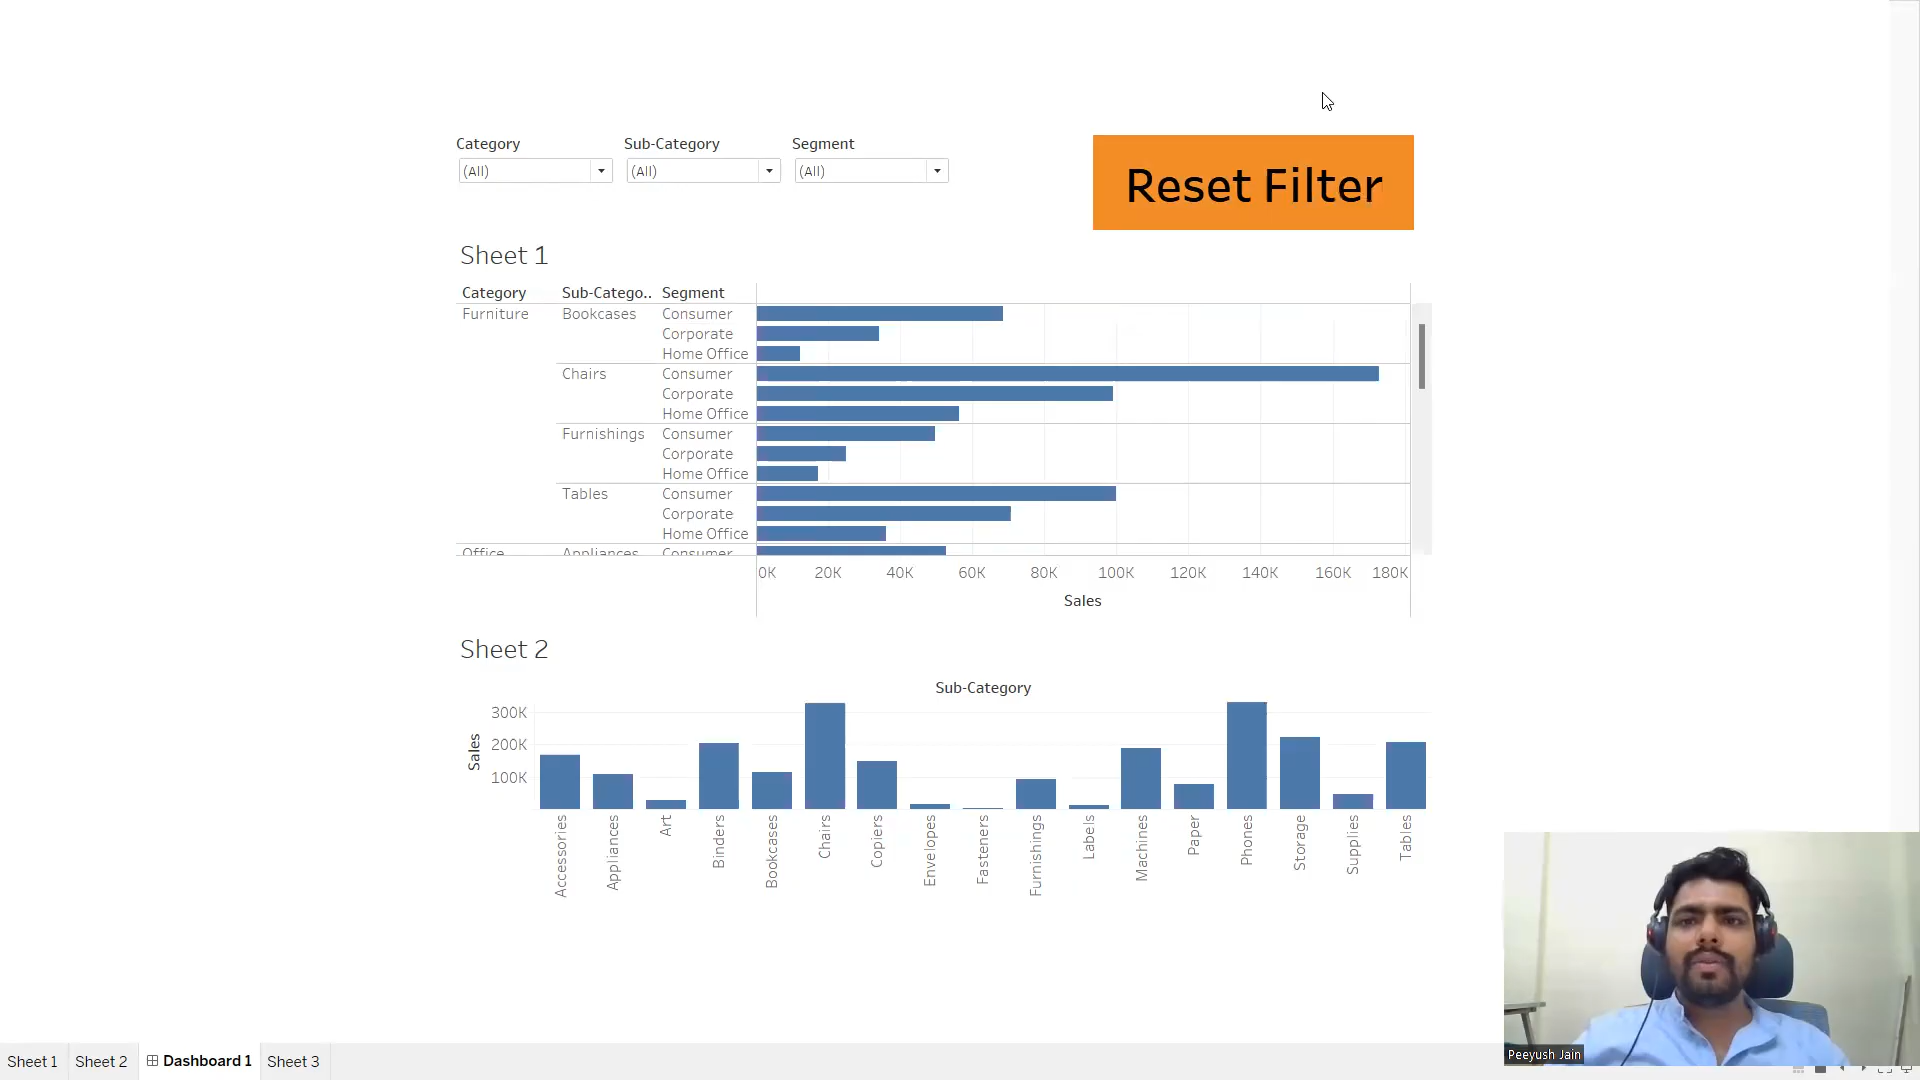 Category Sub-Category Segment
(All) (All) (All)
Reset Filter
Sheet 1
Category Sub-Catego.. Segment
Furniture Bookcases Consumer
Corporate
Home Office
Chairs Consumer
Corporate
Home Office
Furnishings Consumer
Corporate
Home Office
Tables Consumer
Corporate
Home Office
Office Appliances Consumer
0K 20K 40K 60K 80K 100K 120K 140K 160K 180K
Sales
Sheet 2
Sub-Category
300K
200K
100K
Sales
Accessories
Appliances
Art
Binders
Bookcases
Chairs
Copiers
Envelopes
Fasteners
Furnishings
Labels
Machines
Paper
Phones
Storage
Supplies
Tables
Peeyush Jain
Sheet 1 Sheet 2 Dashboard 1 Sheet 3